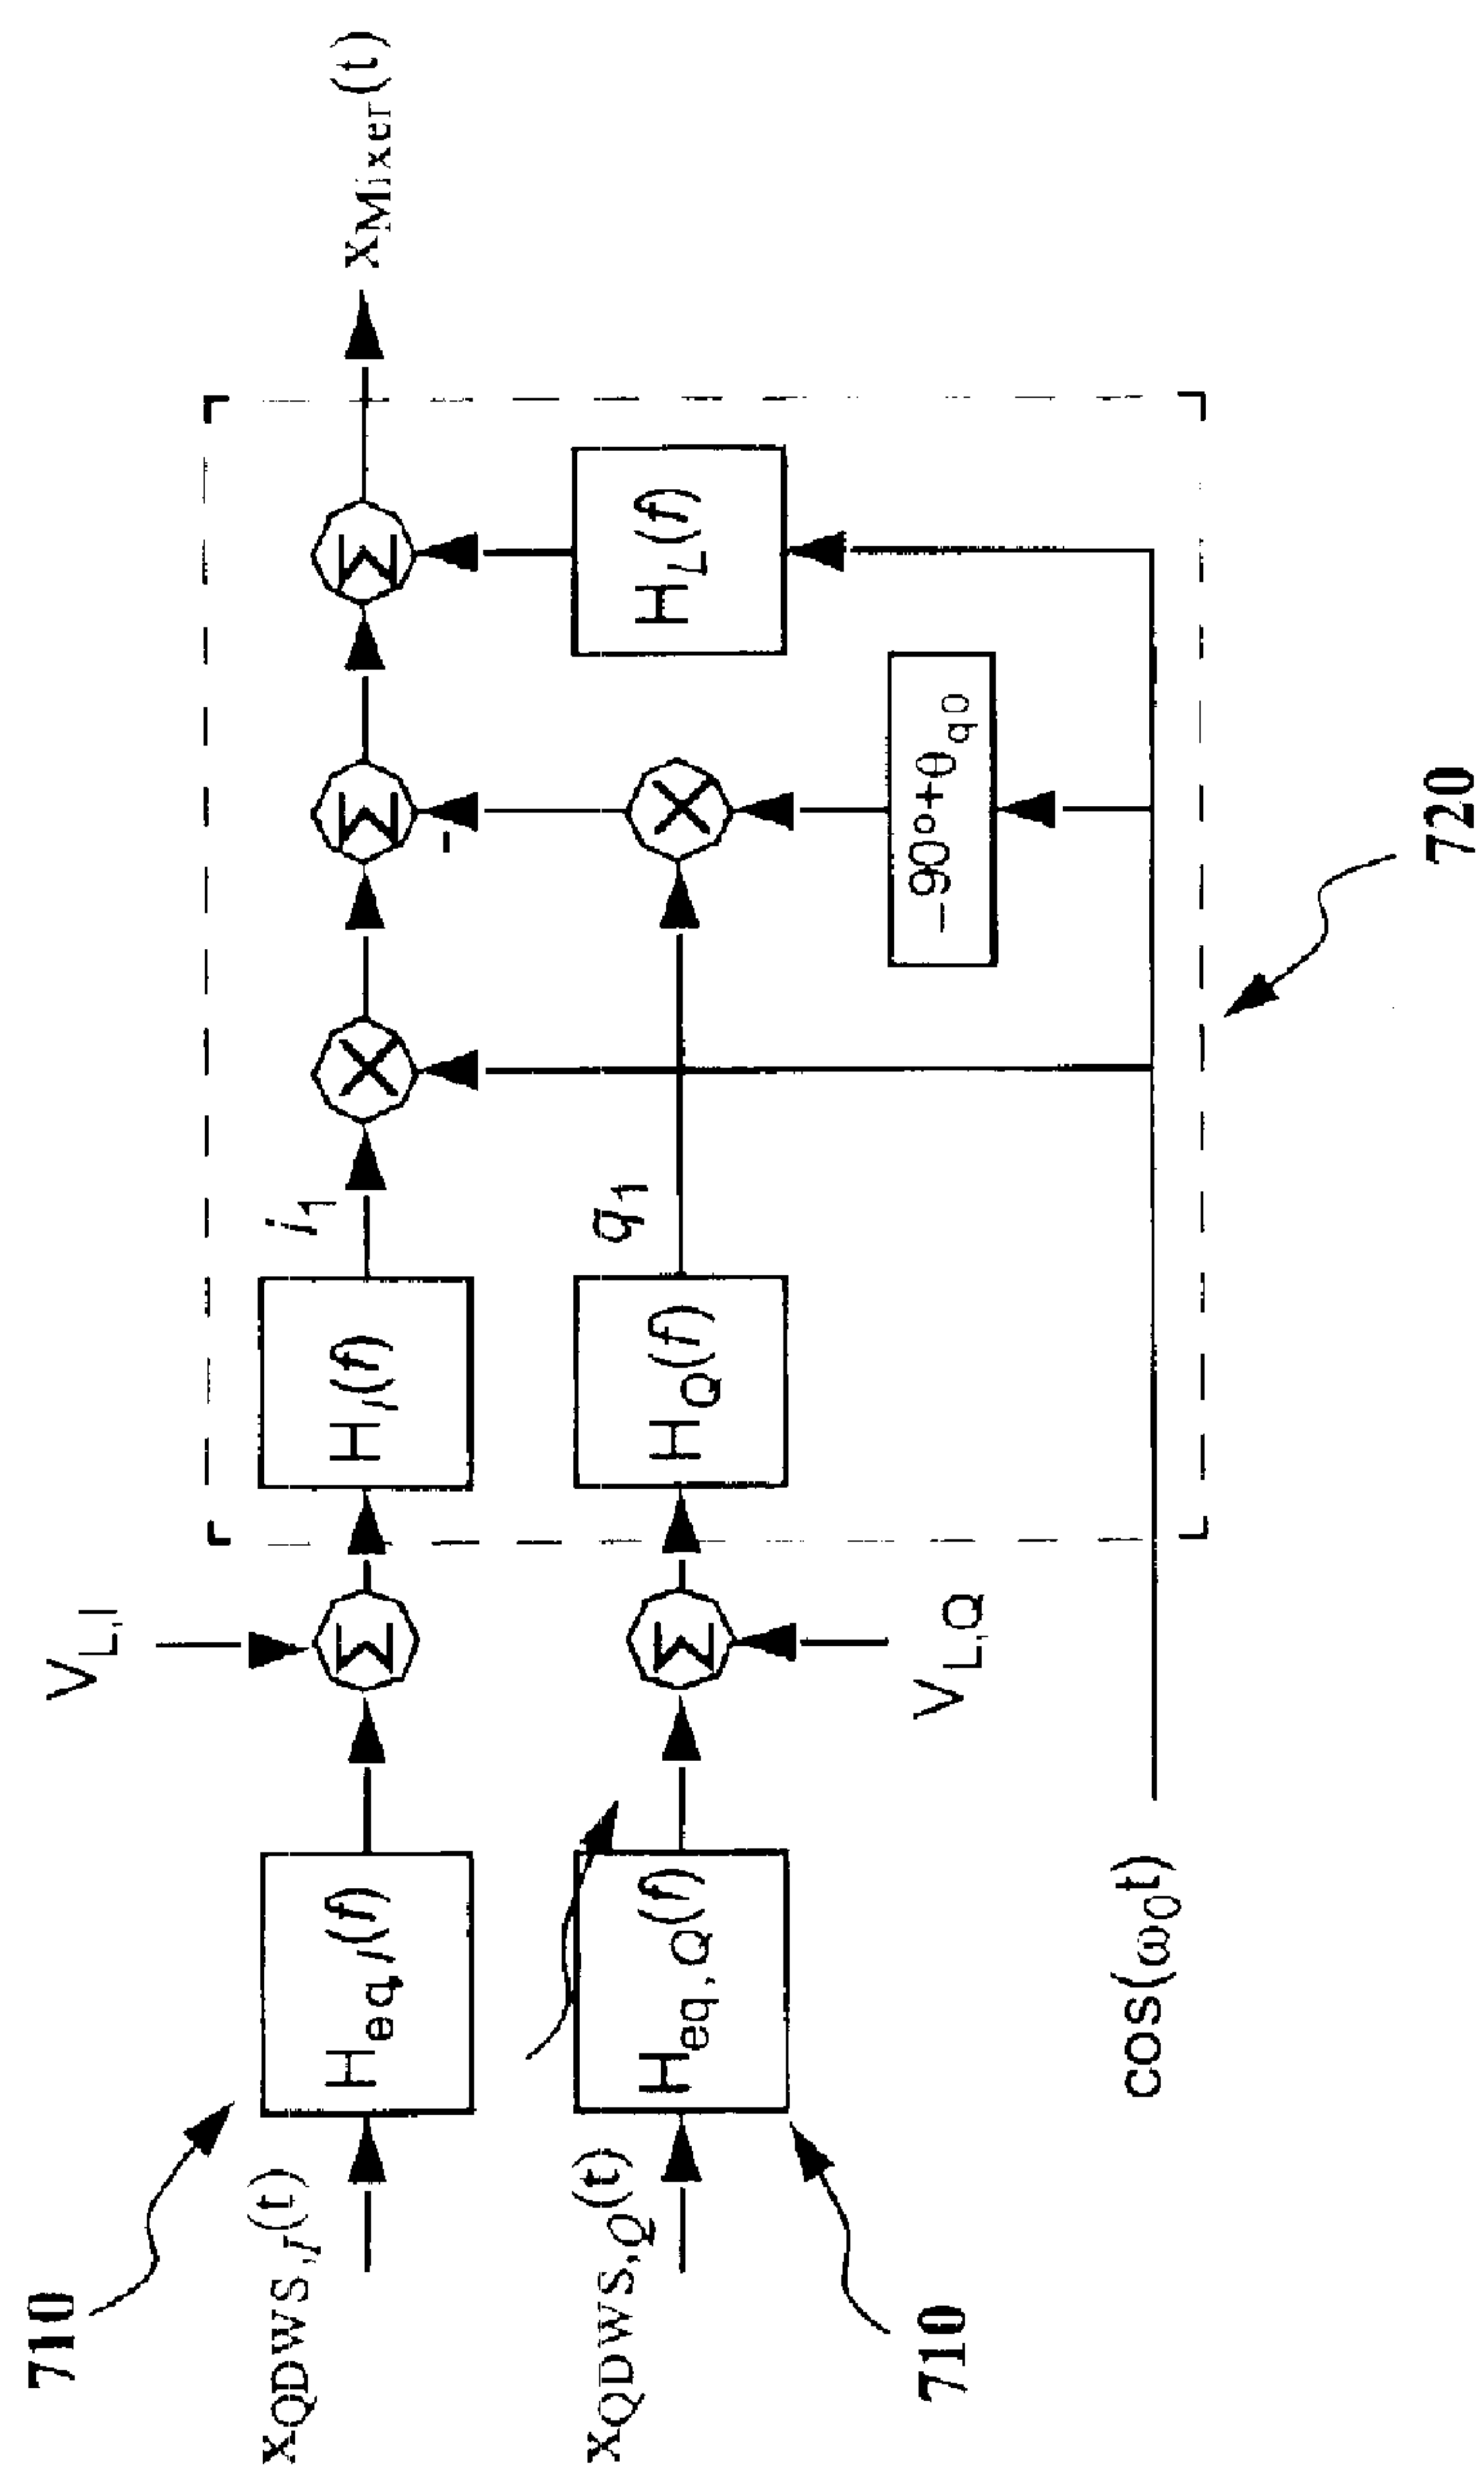 710
x_QDWS,I(t)
H_eq,I(f)
V_L,I
Σ
H_I(f)
i_1
×
Σ
Σ
x_Mixer(t)
x_QDWS,Q(t)
H_eq,Q(f)
Σ
H_Q(f)
q_1
×
-
H_L(f)
710
V_L,Q
−90°+θ_q0
cos(ω_0t)
720